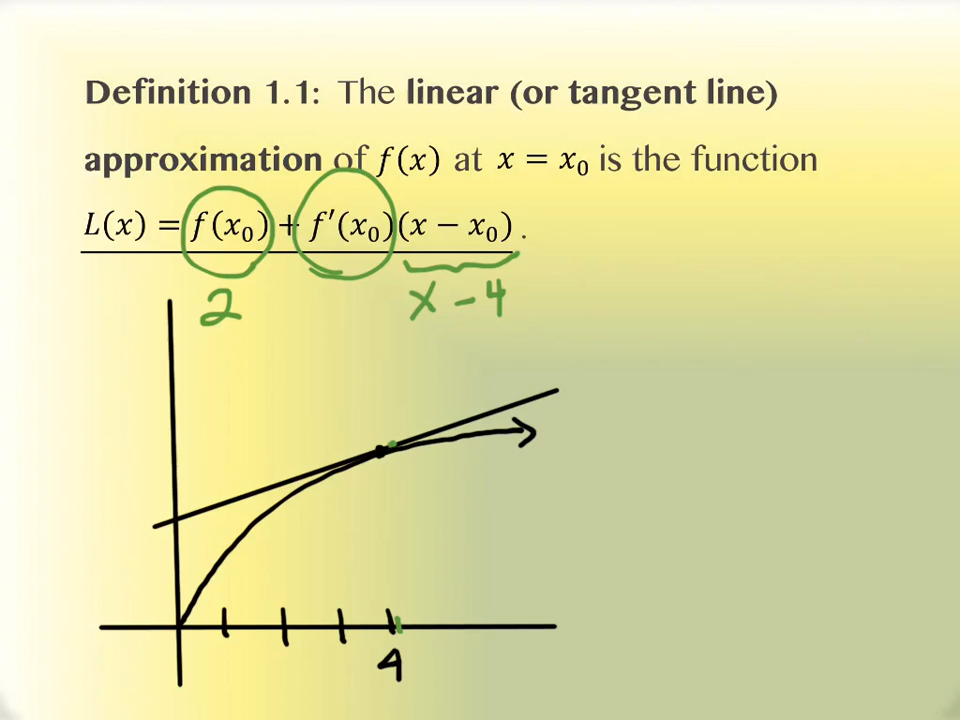 Definition 1.1: The linear (or tangent line)
approximation of f(x) at x = x₀ is the function
L(x) = f(x₀) + f′(x₀)(x − x₀) .
2 x − 4
4